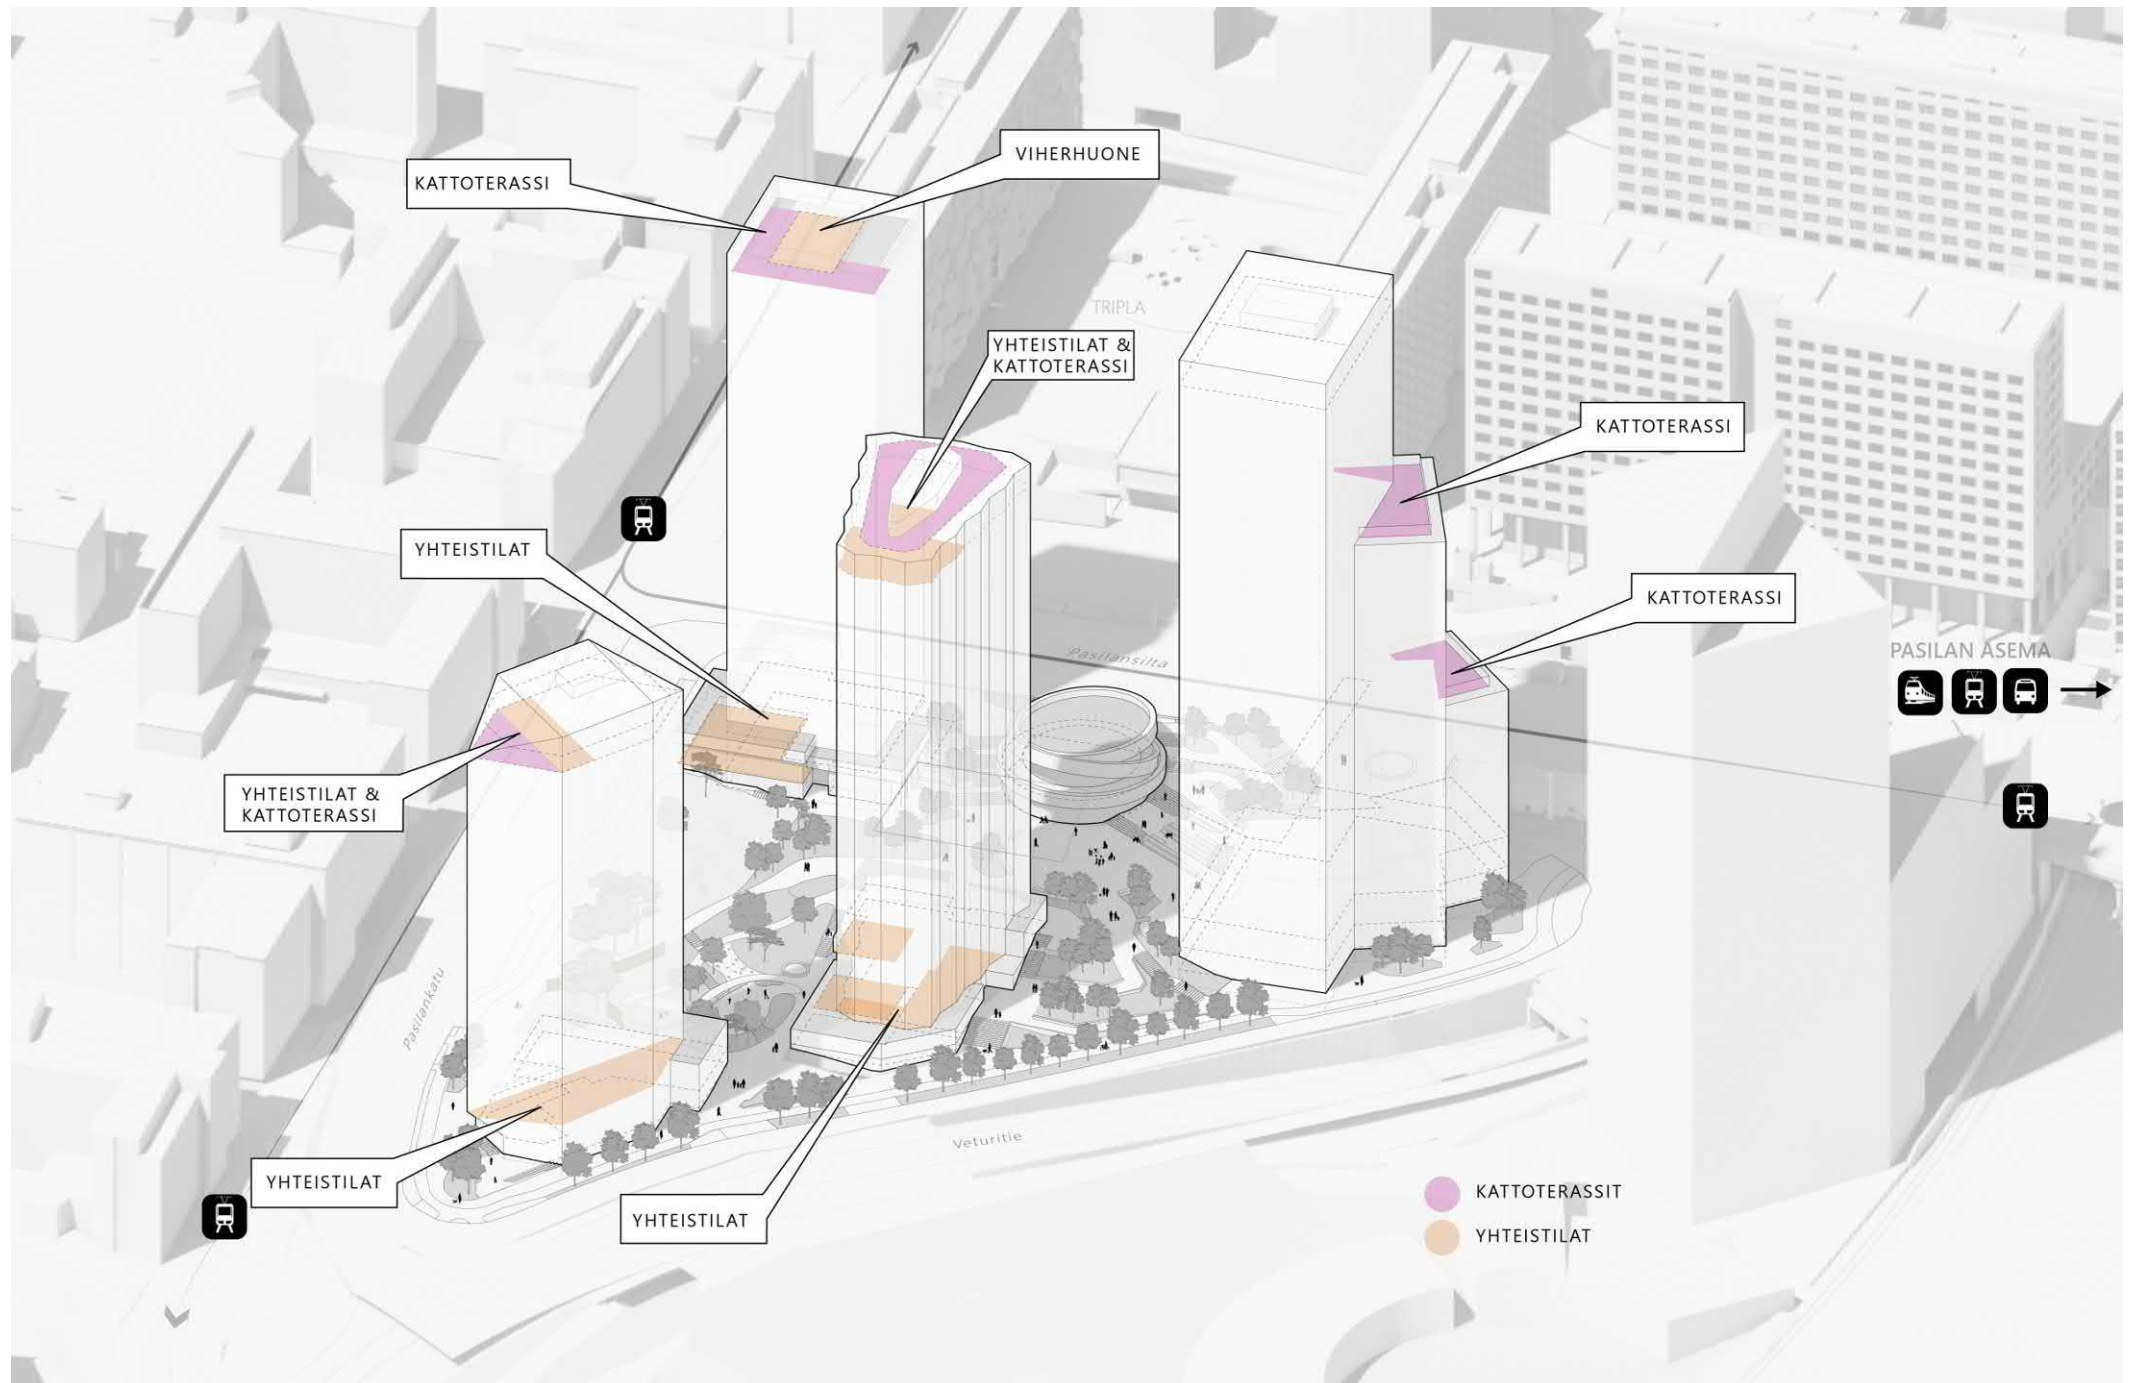 VIHERHUONE
KATTOTERASSI
TRIPLA
YHTEISTILAT &
KATTOTERASSI
KATTOTERASSI
YHTEISTILAT
KATTOTERASSI
Pasilansilta
PASILAN ASEMA
YHTEISTILAT &
KATTOTERASSI
Pasilankatu
Veturitie
YHTEISTILAT
YHTEISTILAT
KATTOTERASSIT
YHTEISTILAT